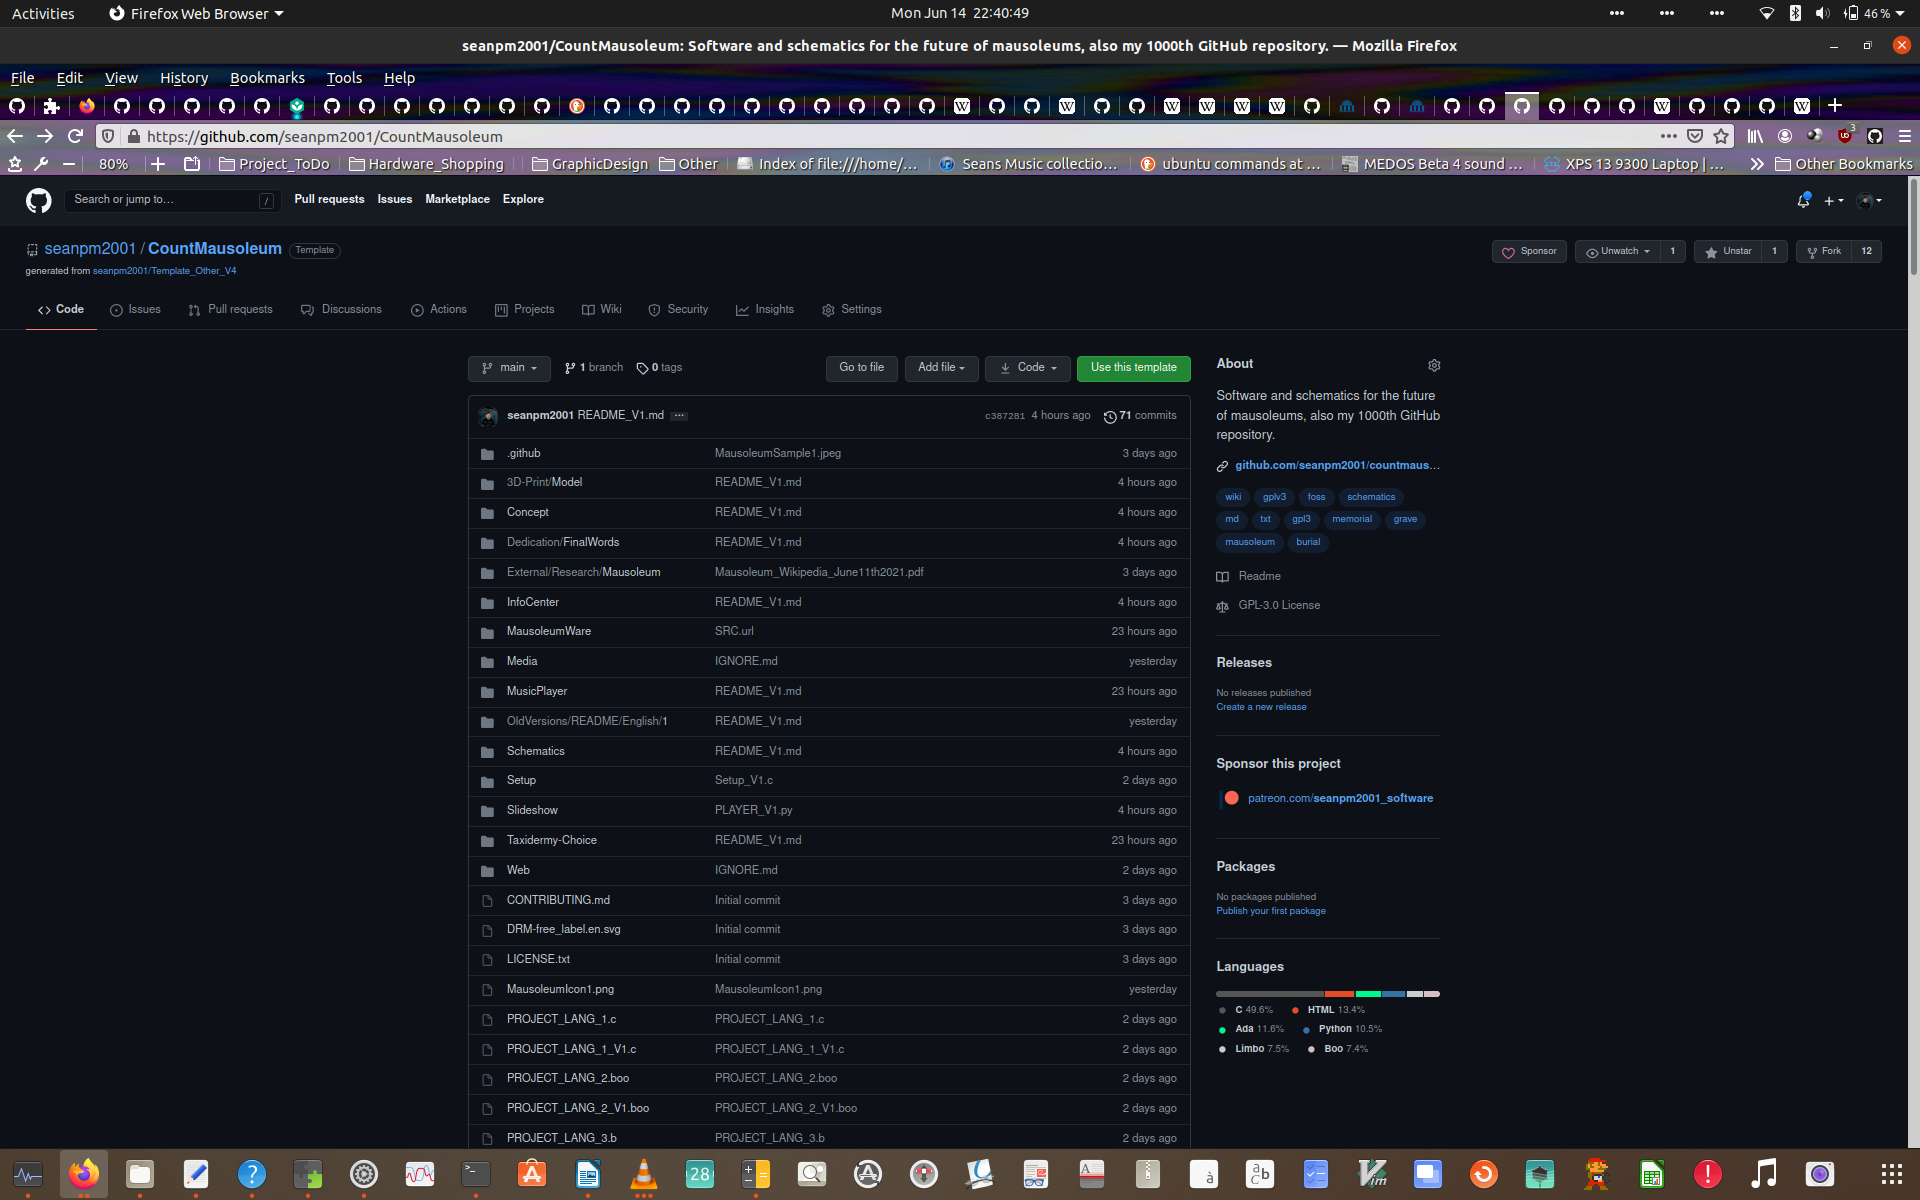 Activities Firefox Web Browser Mon Jun 14 22:40:49 46 %
seanpm2001/CountMausoleum: Software and schematics for the future of mausoleums, also my 1000th GitHub repository. — Mozilla Firefox
File Edit View History Bookmarks Tools Help
https://github.com/seanpm2001/CountMausoleum 3
80% Project_ToDo Hardware_Shopping GraphicDesign Other Index of file:///home/... Seans Music collectio... ubuntu commands at ... MEDOS Beta 4 sound ... XPS 13 9300 Laptop | ... Other Bookmarks
Search or jump to... / Pull requests Issues Marketplace Explore
seanpm2001 / CountMausoleum Template Sponsor Unwatch 1 Unstar 1 Fork 12
generated from seanpm2001/Template_Other_V4
Code Issues Pull requests Discussions Actions Projects Wiki Security Insights Settings
main 1 branch 0 tags Go to file Add file Code Use this template
seanpm2001 README_V1.md ... c387281 4 hours ago 71 commits
.github MausoleumSample1.jpeg 3 days ago
3D-Print/Model README_V1.md 4 hours ago
Concept README_V1.md 4 hours ago
Dedication/FinalWords README_V1.md 4 hours ago
External/Research/Mausoleum Mausoleum_Wikipedia_June11th2021.pdf 3 days ago
InfoCenter README_V1.md 4 hours ago
MausoleumWare SRC.url 23 hours ago
Media IGNORE.md yesterday
MusicPlayer README_V1.md 23 hours ago
OldVersions/README/English/1 README_V1.md yesterday
Schematics README_V1.md 4 hours ago
Setup Setup_V1.c 2 days ago
Slideshow PLAYER_V1.py 4 hours ago
Taxidermy-Choice README_V1.md 23 hours ago
Web IGNORE.md 2 days ago
CONTRIBUTING.md Initial commit 3 days ago
DRM-free_label.en.svg Initial commit 3 days ago
LICENSE.txt Initial commit 3 days ago
MausoleumIcon1.png MausoleumIcon1.png yesterday
PROJECT_LANG_1.c PROJECT_LANG_1.c 2 days ago
PROJECT_LANG_1_V1.c PROJECT_LANG_1_V1.c 2 days ago
PROJECT_LANG_2.boo PROJECT_LANG_2.boo 2 days ago
PROJECT_LANG_2_V1.boo PROJECT_LANG_2_V1.boo 2 days ago
PROJECT_LANG_3.b PROJECT_LANG_3.b 2 days ago
About
Software and schematics for the future
of mausoleums, also my 1000th GitHub
repository.
github.com/seanpm2001/countmaus...
wiki gplv3 foss schematics
md txt gpl3 memorial grave
mausoleum burial
Readme
GPL-3.0 License
Releases
No releases published
Create a new release
Sponsor this project
patreon.com/seanpm2001_software
Packages
No packages published
Publish your first package
Languages
C 49.6% HTML 13.4%
Ada 11.6% Python 10.5%
Limbo 7.5% Boo 7.4%
28